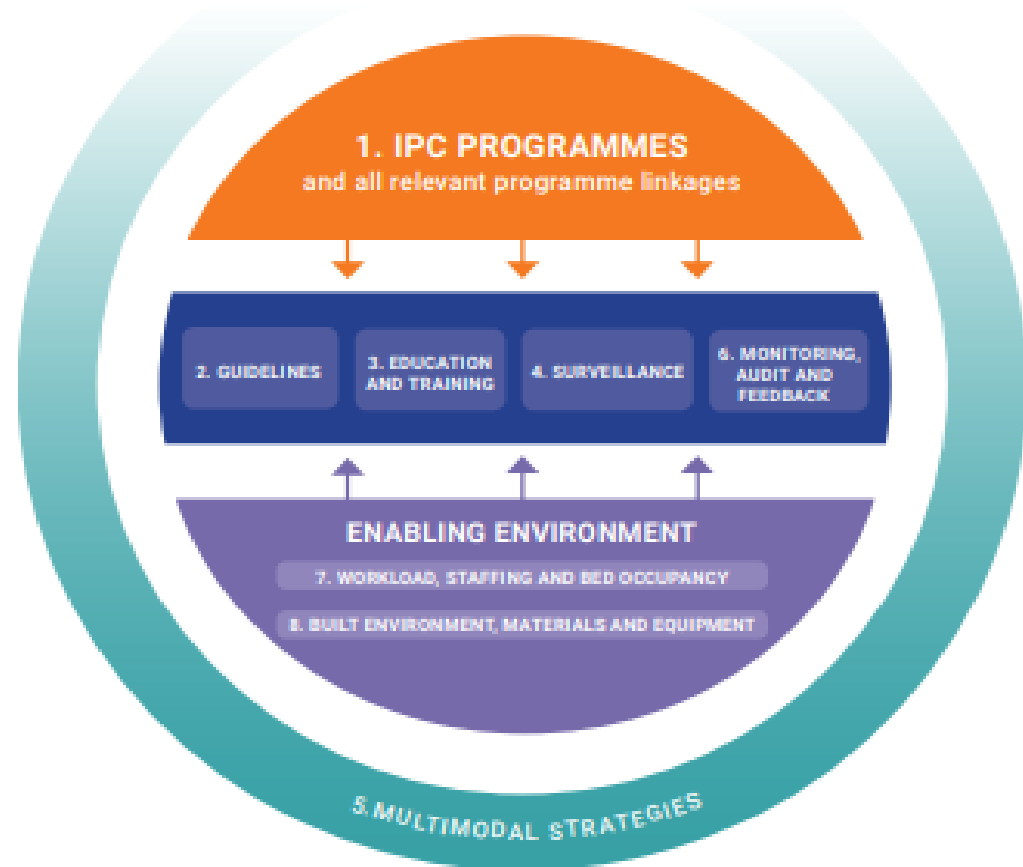 1. IPC PROGRAMMES
and all relevant programme linkages
2. GUIDELINES
3. EDUCATION
AND TRAINING
4. SURVEILLANCE
6. MONITORING,
AUDIT AND
FEEDBACK
ENABLING ENVIRONMENT
7. WORKLOAD, STAFFING AND BED OCCUPANCY
8. BUILT ENVIRONMENT, MATERIALS AND EQUIPMENT
5.MULTIMODAL STRATEGIES